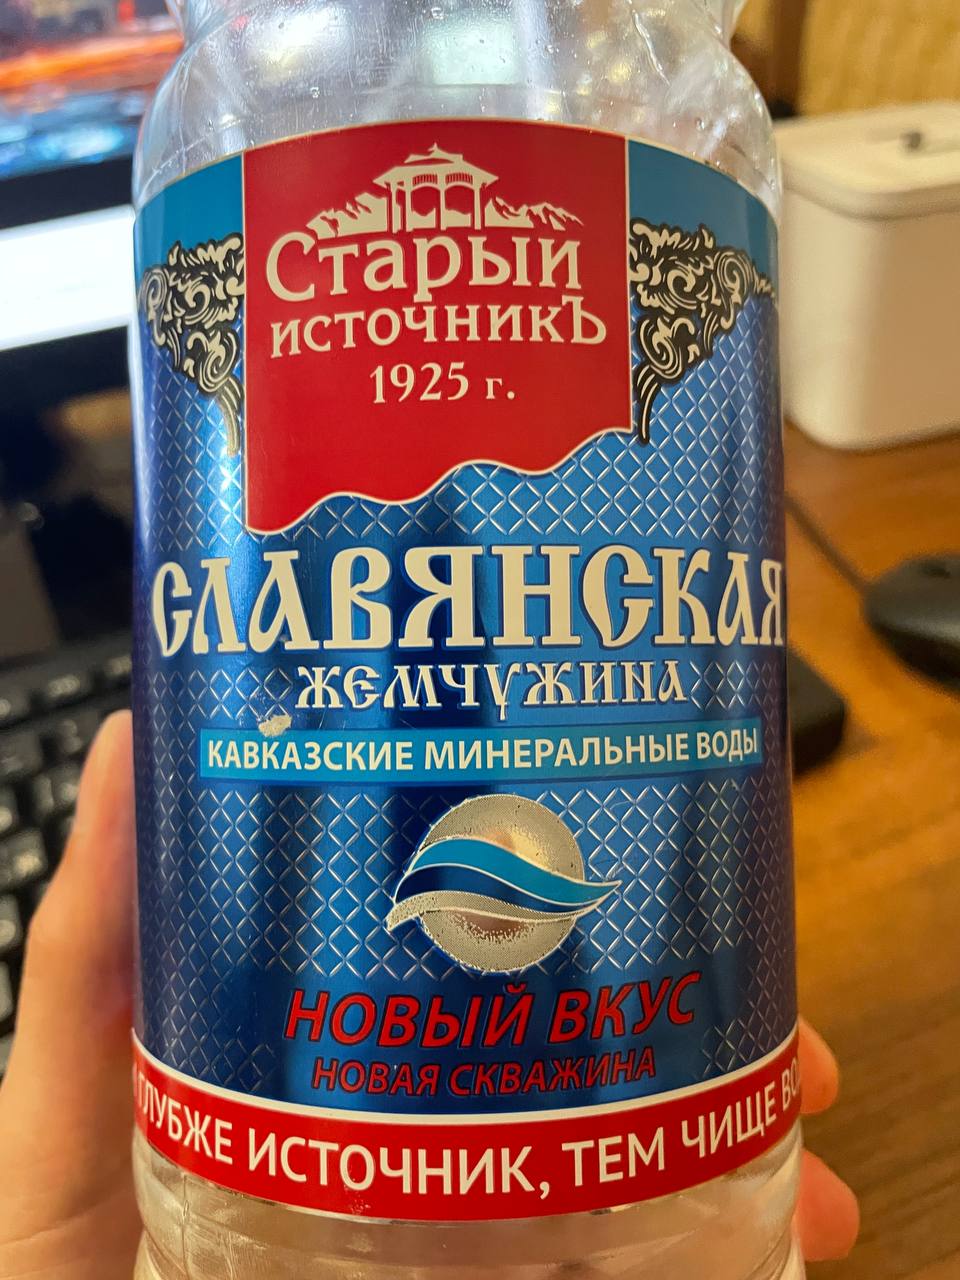 Старый
источникЪ
1925 г.
СЛАВЯНСКАЯ
ЖЕМЧУЖИНА
КАВКАЗСКИЕ МИНЕРАЛЬНЫЕ ВОДЫ
НОВЫЙ ВКУС
НОВАЯ СКВАЖИНА
ГЛУБЖЕ ИСТОЧНИК, ТЕМ ЧИЩЕ